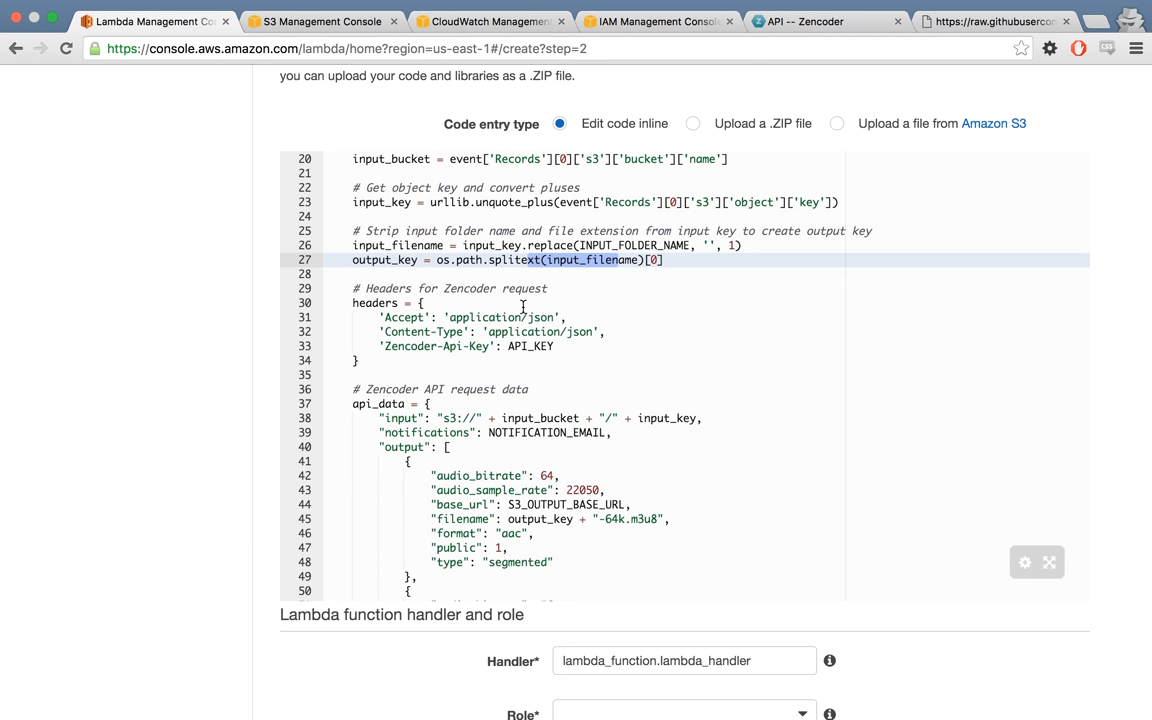 Lambda Management Co
S3 Management Console
CloudWatch Managemen
IAM Management Consol
API -- Zencoder
https://raw.githubusercon
https://console.aws.amazon.com/lambda/home?region=us-east-1#/create?step=2
you can upload your code and libraries as a .ZIP file.
Code entry type Edit code inline Upload a .ZIP file Upload a file from Amazon S3
20 input_bucket = event['Records'][0]['s3']['bucket']['name']
21
22 # Get object key and convert pluses
23 input_key = urllib.unquote_plus(event['Records'][0]['s3']['object']['key'])
24
25 # Strip input folder name and file extension from input key to create output key
26 input_filename = input_key.replace(INPUT_FOLDER_NAME, '', 1)
27 output_key = os.path.splitext(input_filename)[0]
28
29 # Headers for Zencoder request
30 headers = {
31 'Accept': 'application/json',
32 'Content-Type': 'application/json',
33 'Zencoder-Api-Key': API_KEY
34 }
35
36 # Zencoder API request data
37 api_data = {
38 "input": "s3://" + input_bucket + "/" + input_key,
39 "notifications": NOTIFICATION_EMAIL,
40 "output": [
41 {
42 "audio_bitrate": 64,
43 "audio_sample_rate": 22050,
44 "base_url": S3_OUTPUT_BASE_URL,
45 "filename": output_key + "-64k.m3u8",
46 "format": "aac",
47 "public": 1,
48 "type": "segmented"
49 },
50 {
Lambda function handler and role
Handler* lambda_function.lambda_handler
Role*